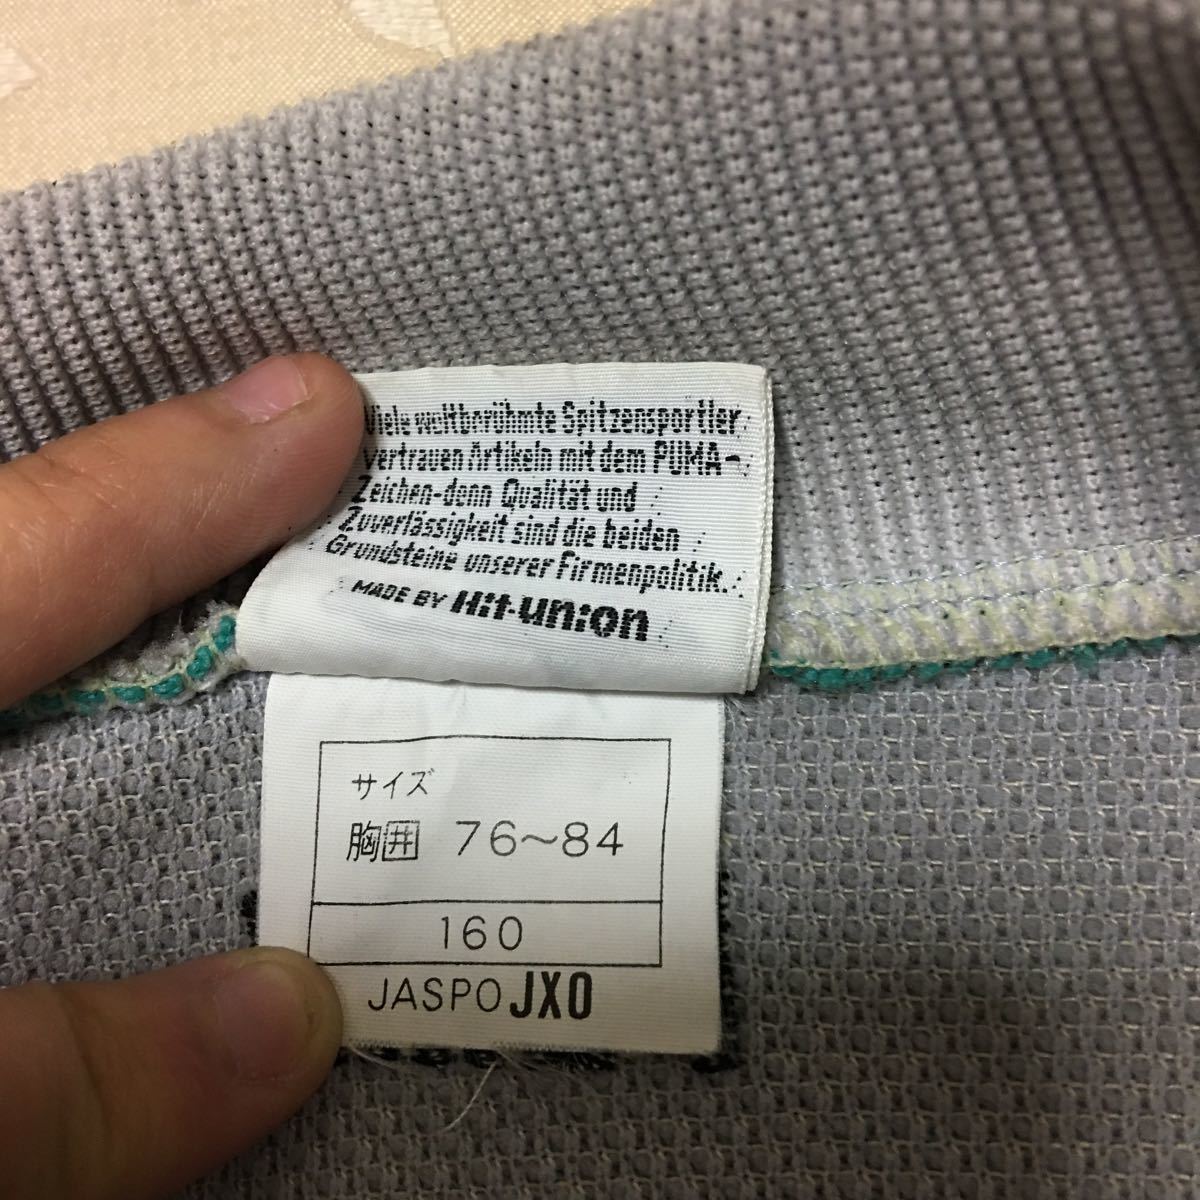 Viele weltberühmte Spitzensportler
vertrauen Artikeln mit dem PUMA-
Zeichen-denn Qualität und
Zuverlässigkeit sind die beiden
Grundsteine unserer Firmenpolitik.
MADE BY Hit-union
サイズ
胸囲 76～84
160
JASPO JXO